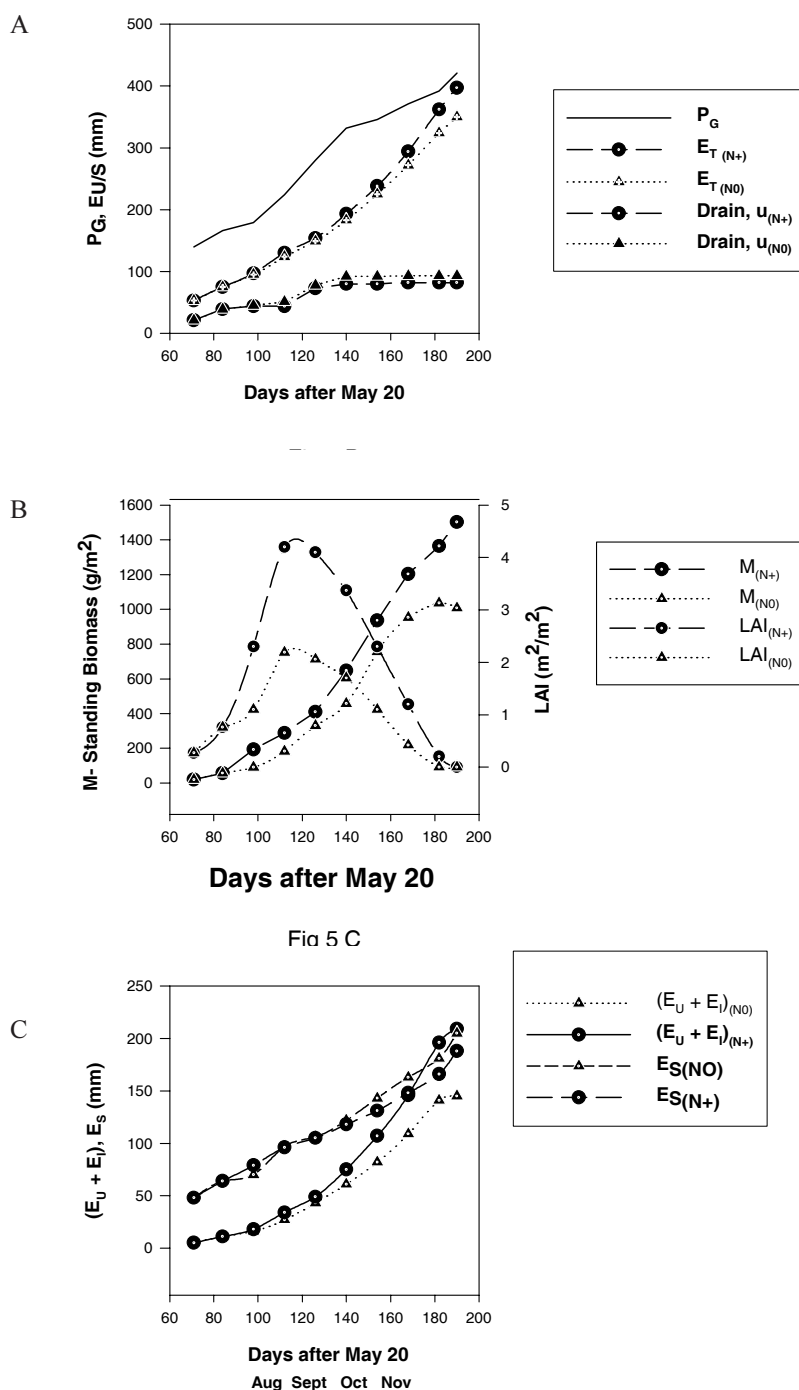 A
500
400
300
200
100
0
P_G, EU/S (mm)
60 80 100 120 140 160 180 200
Days after May 20
P_G
E_T (N+)
E_T (N0)
Drain, u(N+)
Drain, u(N0)
B
1600
1400
1200
1000
800
600
400
200
0
M- Standing Biomass (g/m²)
5
4
3
2
1
0
LAI (m²/m²)
60 80 100 120 140 160 180 200
Days after May 20
M(N+)
M(N0)
LAI(N+)
LAI(N0)
Fig 5 C
C
250
200
150
100
50
0
(E_U + E_I), E_S (mm)
60 80 100 120 140 160 180 200
Days after May 20
Aug Sept Oct Nov
(E_U + E_I)(N0)
(E_U + E_I)(N+)
E_S(NO)
E_S(N+)